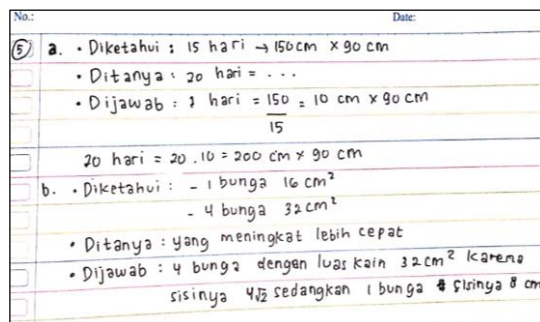 No.: Date:
5 a. • Diketahui : 15 hari → 150 cm × 90 cm
• Ditanya : 20 hari = . . .
• Dijawab : 1 hari = 150/15 = 10 cm × 90 cm
20 hari = 20 . 10 = 200 cm × 90 cm
b. • Diketahui : - 1 bunga 16 cm²
- 4 bunga 32 cm²
• Ditanya : yang meningkat lebih cepat
• Dijawab : 4 bunga dengan luas kain 32 cm² karena
sisinya 4√2 sedangkan 1 bunga sisinya 8 cm